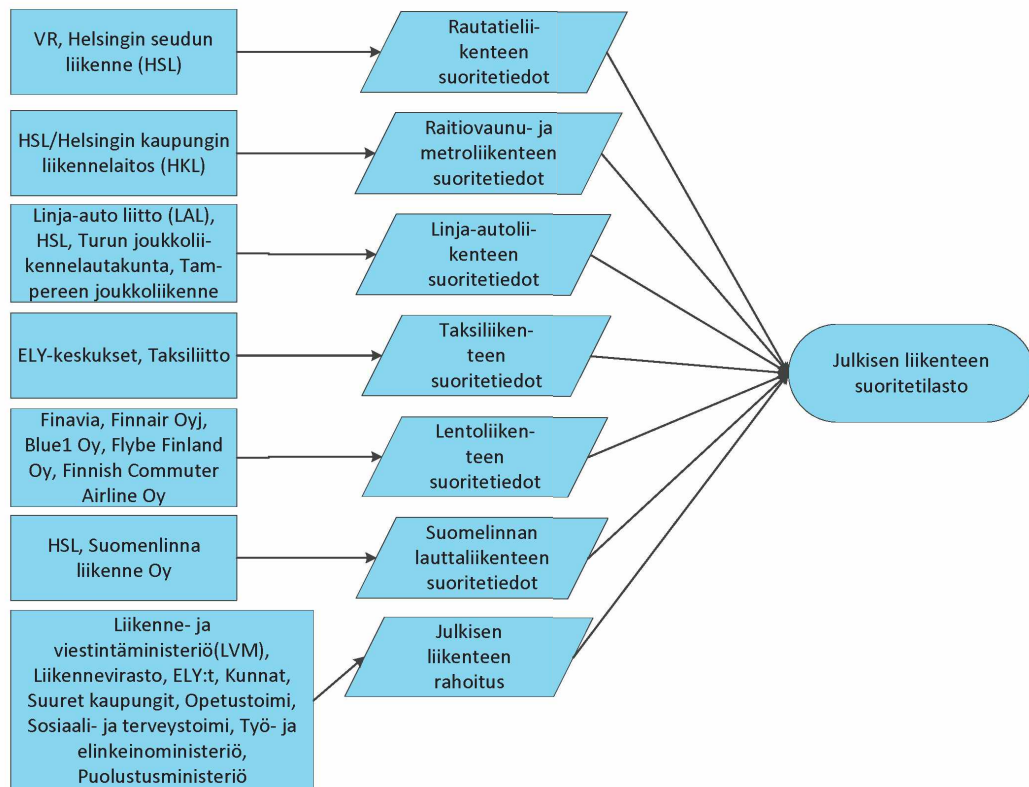 VR, Helsingin seudun
liikenne (HSL)
Rautatielii-
kenteen
suoritetiedot
HSL/Helsingin kaupungin
liikennelaitos (HKL)
Raitiovaunu- ja
metroliikenteen
suoritetiedot
Linja-auto liitto (LAL),
HSL, Turun joukkolii-
kennelautakunta, Tam-
pereen joukkoliikenne
Linja-autolii-
kenteen
suoritetiedot
ELY-keskukset, Taksiliitto
Taksiliiken-
teen
suoritetiedot
Julkisen liikenteen
suoritetilasto
Finavia, Finnair Oyj,
Blue1 Oy, Flybe Finland
Oy, Finnish Commuter
Airline Oy
Lentoliiken-
teen
suoritetiedot
HSL, Suomenlinna
liikenne Oy
Suomelinnan
lauttaliikenteen
suoritetiedot
Liikenne- ja
viestintäministeriö(LVM),
Liikennevirasto, ELY:t, Kunnat,
Suuret kaupungit, Opetustoimi,
Sosiaali- ja terveystoimi, Työ- ja
elinkeinoministeriö,
Puolustusministeriö
Julkisen
liikenteen
rahoitus